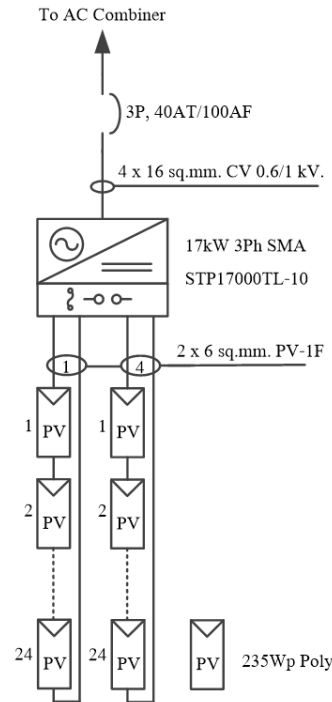 To AC Combiner
3P, 40AT/100AF
4 x 16 sq.mm. CV 0.6/1 kV.
17kW 3Ph SMA
STP17000TL-10
1 4 2 x 6 sq.mm. PV-1F
1 PV 1 PV
2 PV 2 PV
24 PV 24 PV PV 235Wp Poly